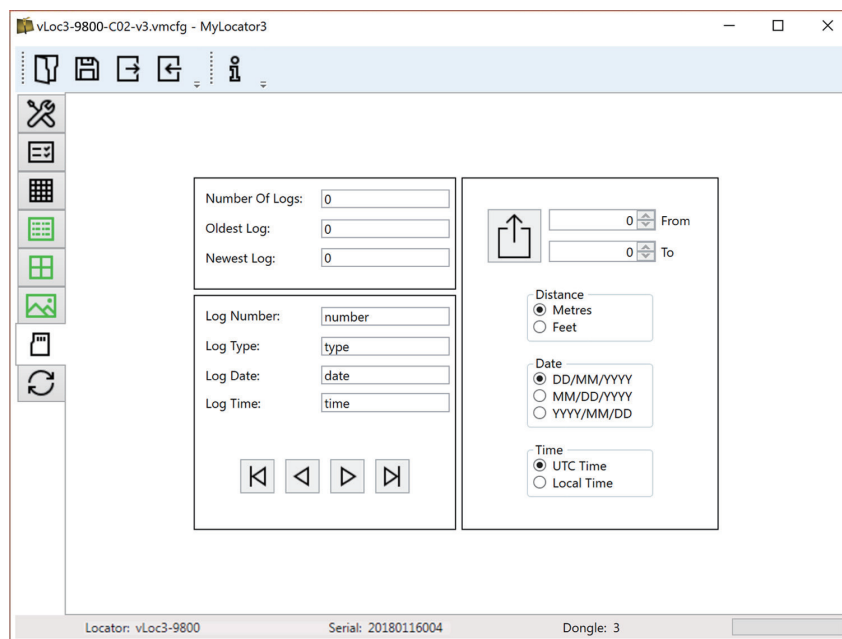 vLoc3-9800-C02-v3.vmcfg - MyLocator3
Number Of Logs: 0
Oldest Log: 0
Newest Log: 0
Log Number: number
Log Type: type
Log Date: date
Log Time: time
0 From
0 To
Distance
Metres
Feet
Date
DD/MM/YYYY
MM/DD/YYYY
YYYY/MM/DD
Time
UTC Time
Local Time
Locator: vLoc3-9800 Serial: 20180116004 Dongle: 3